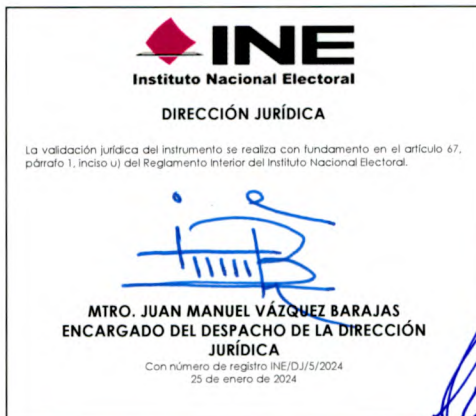 INE
Instituto Nacional Electoral
DIRECCIÓN JURÍDICA
La validación jurídica del instrumento se realiza con fundamento en el artículo 67,
párrafo 1, inciso u) del Reglamento Interior del Instituto Nacional Electoral.
MTRO. JUAN MANUEL VÁZQUEZ BARAJAS
ENCARGADO DEL DESPACHO DE LA DIRECCIÓN
JURÍDICA
Con número de registro INE/DJ/5/2024
25 de enero de 2024